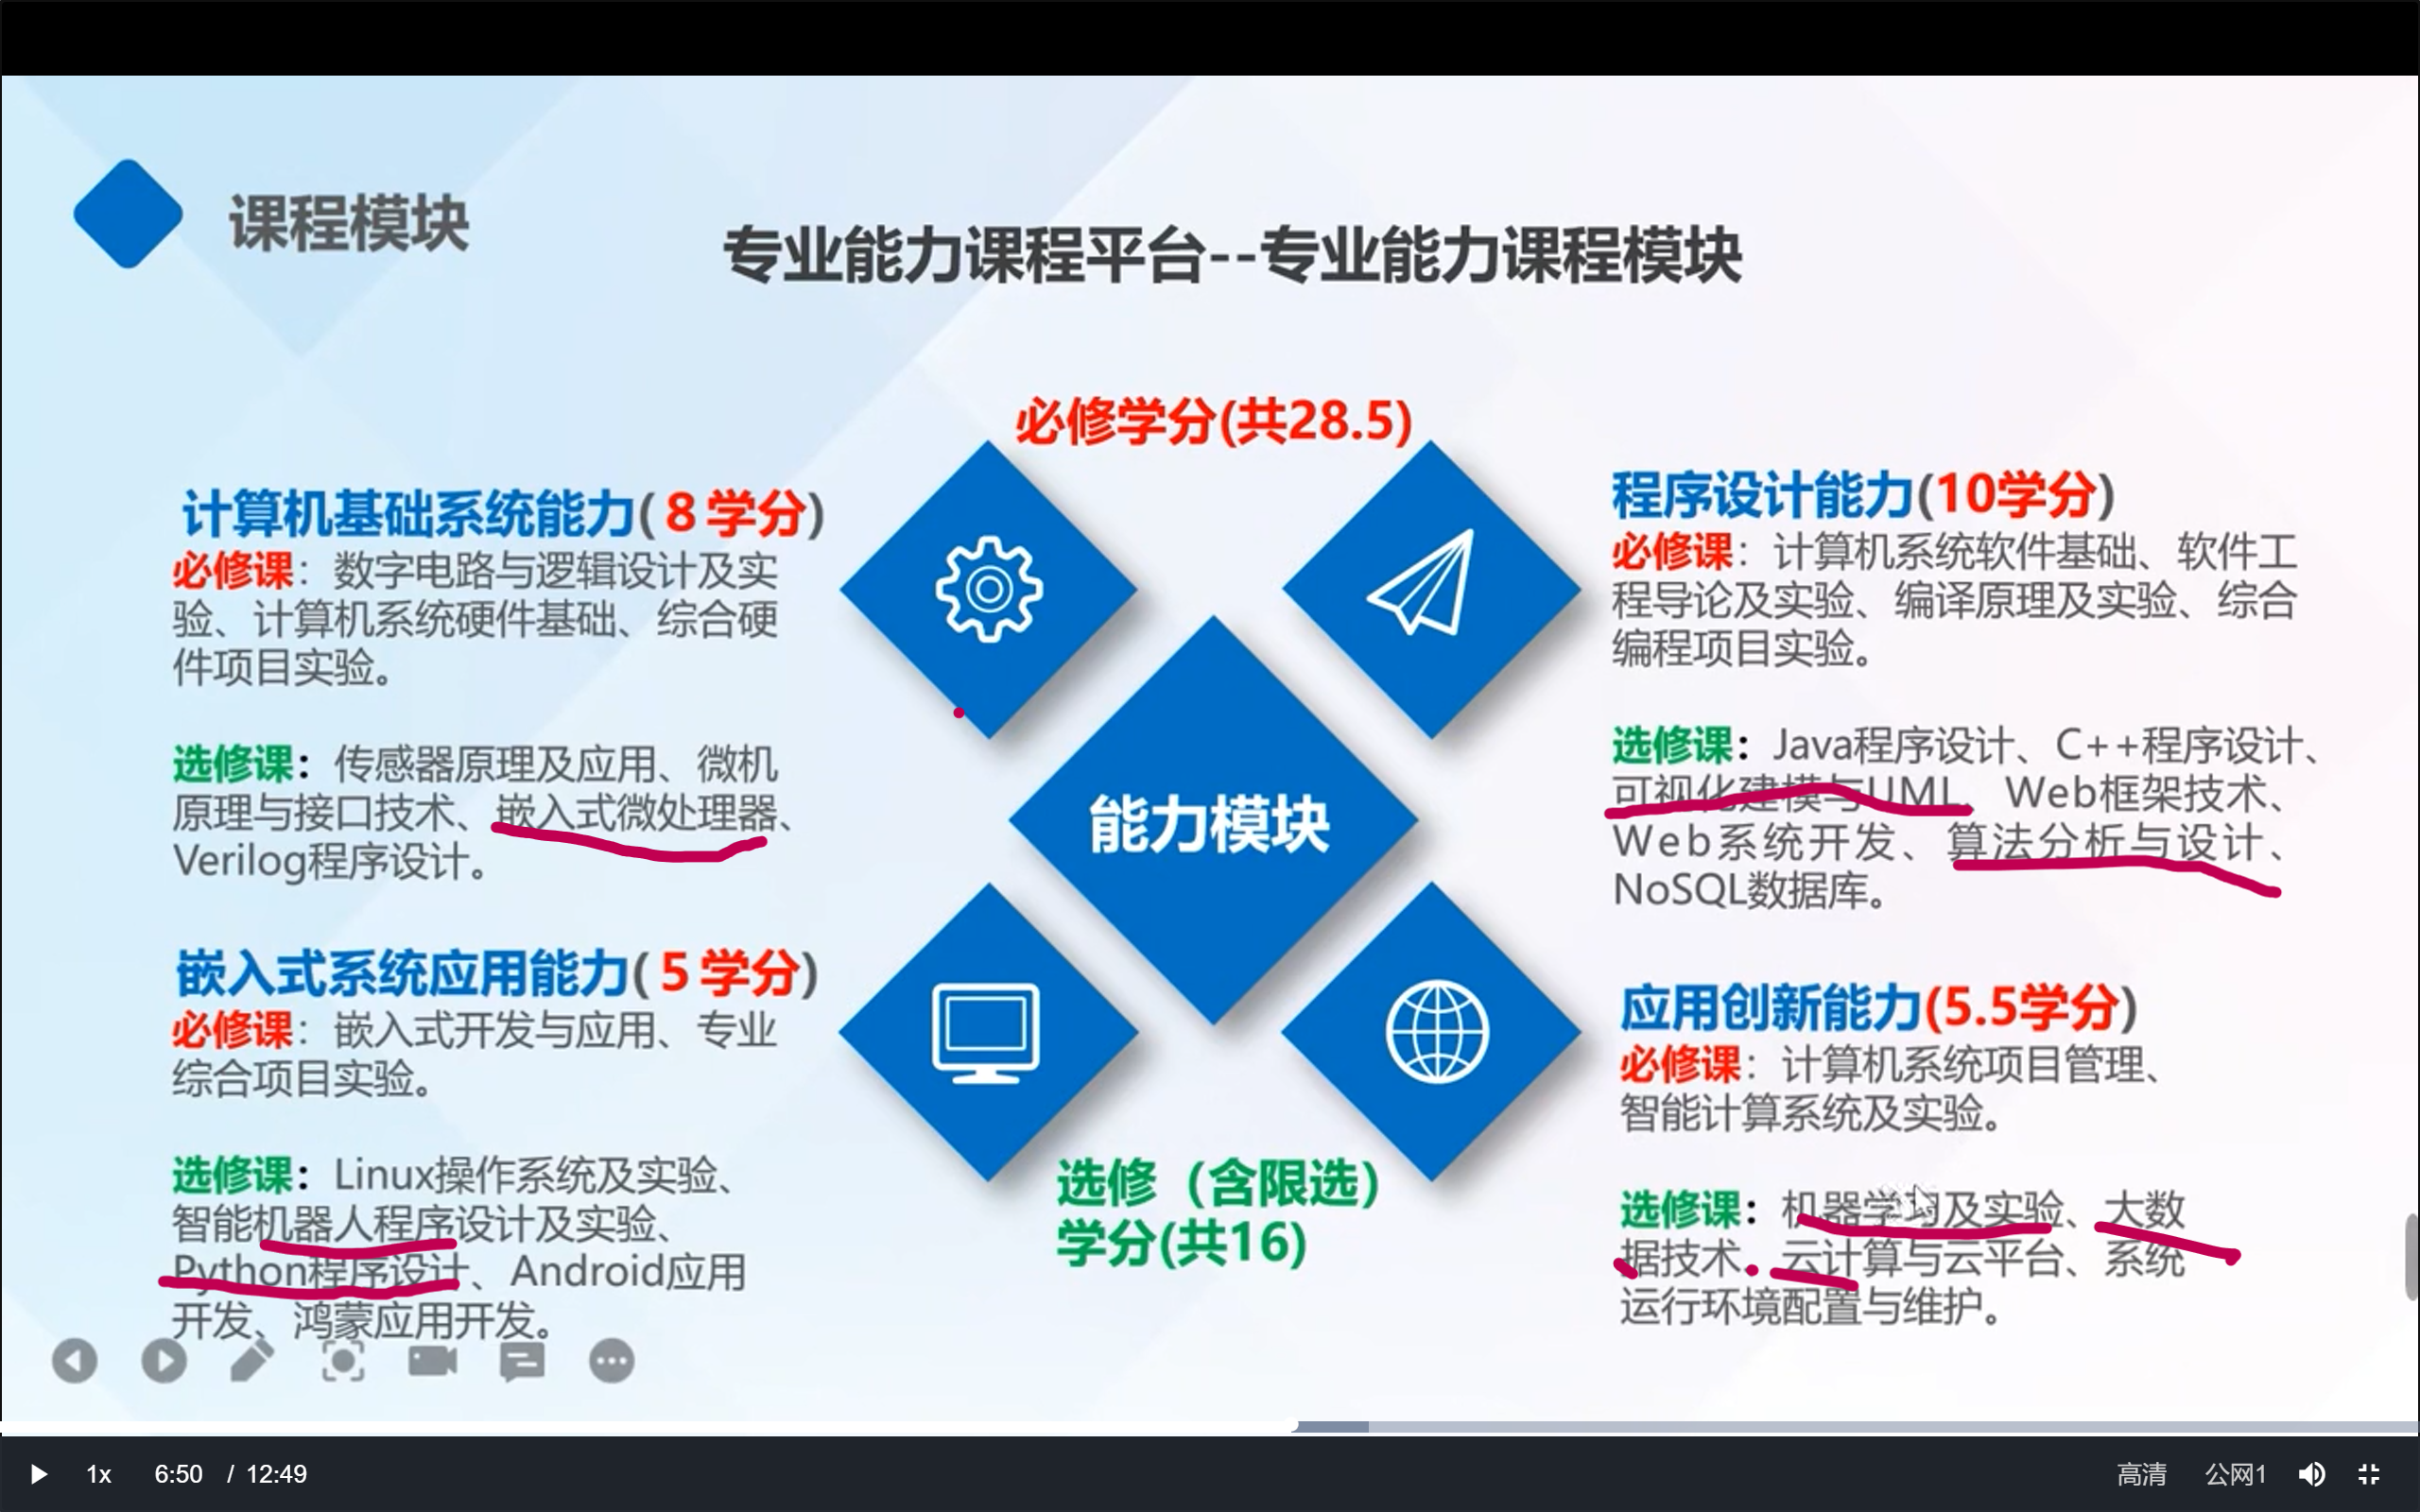 课程模块
专业能力课程平台--专业能力课程模块
必修学分(共28.5)
计算机基础系统能力( 8 学分)
必修课：数字电路与逻辑设计及实
验、计算机系统硬件基础、综合硬
件项目实验。
选修课：传感器原理及应用、微机
原理与接口技术、嵌入式微处理器、
Verilog程序设计。
嵌入式系统应用能力( 5 学分)
必修课：嵌入式开发与应用、专业
综合项目实验。
选修课：Linux操作系统及实验、
智能机器人程序设计及实验、
Python程序设计、Android应用
开发、鸿蒙应用开发。
能力模块
选修（含限选）
学分(共16)
程序设计能力(10学分)
必修课：计算机系统软件基础、软件工
程导论及实验、编译原理及实验、综合
编程项目实验。
选修课：Java程序设计、C++程序设计、
可视化建模与UML、Web框架技术、
Web系统开发、算法分析与设计、
NoSQL数据库。
应用创新能力(5.5学分)
必修课：计算机系统项目管理、
智能计算系统及实验。
选修课：机器学习及实验、大数
据技术、云计算与云平台、系统
运行环境配置与维护。
1x 6:50 / 12:49 高清 公网1